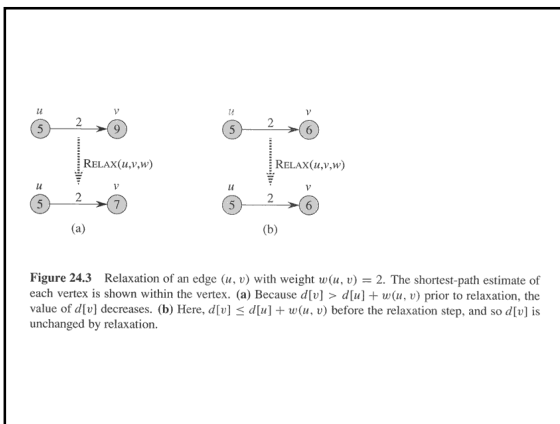 u v u v
5 2 9 5 2 6
RELAX(u,v,w) RELAX(u,v,w)
u v u v
5 2 7 5 2 6
(a) (b)
Figure 24.3 Relaxation of an edge (u, v) with weight w(u, v) = 2. The shortest-path estimate of
each vertex is shown within the vertex. (a) Because d[v] > d[u] + w(u, v) prior to relaxation, the
value of d[v] decreases. (b) Here, d[v] ≤ d[u] + w(u, v) before the relaxation step, and so d[v] is
unchanged by relaxation.